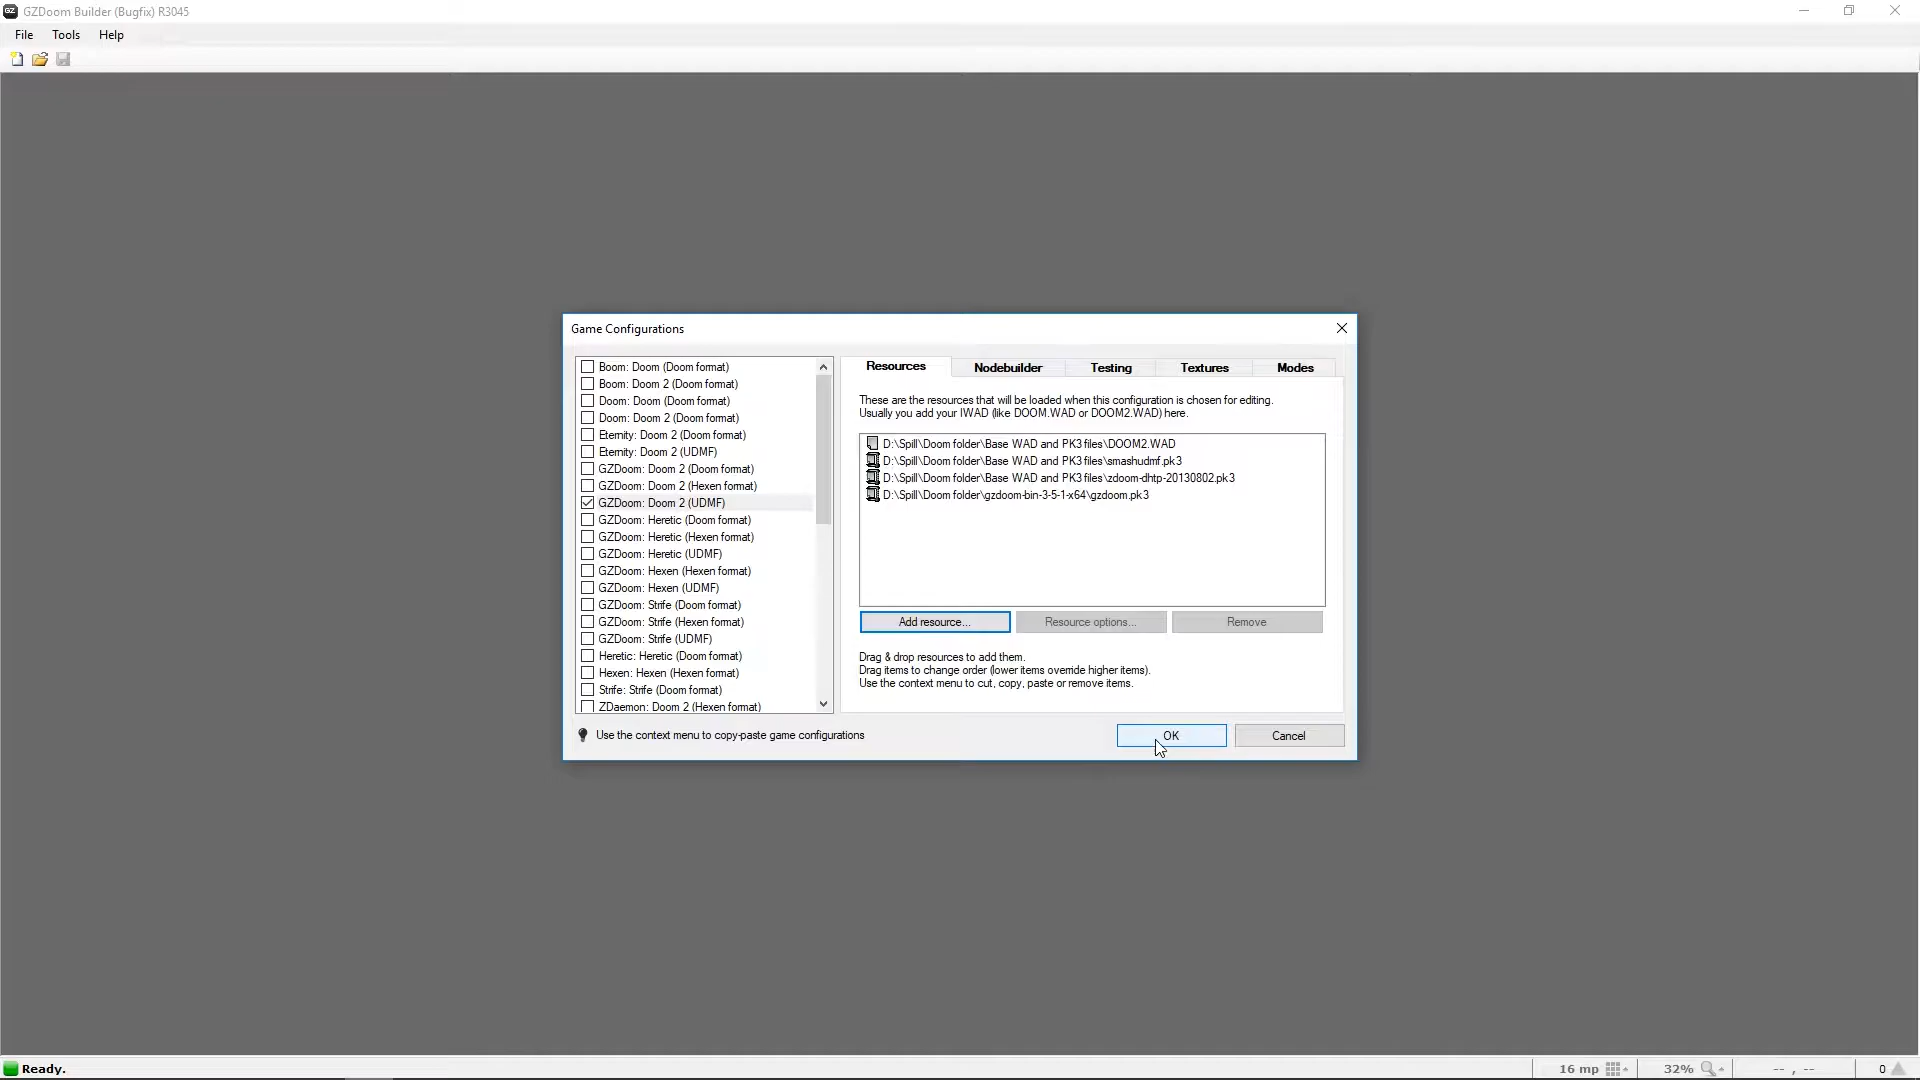 GZDoom Builder (Bugfix) R3045
File Tools Help
Game Configurations
Boom: Doom (Doom format)
Boom: Doom 2 (Doom format)
Doom: Doom (Doom format)
Doom: Doom 2 (Doom format)
Eternity: Doom 2 (Doom format)
Eternity: Doom 2 (UDMF)
GZDoom: Doom 2 (Doom format)
GZDoom: Doom 2 (Hexen format)
GZDoom: Doom 2 (UDMF)
GZDoom: Heretic (Doom format)
GZDoom: Heretic (Hexen format)
GZDoom: Heretic (UDMF)
GZDoom: Hexen (Hexen format)
GZDoom: Hexen (UDMF)
GZDoom: Strife (Doom format)
GZDoom: Strife (Hexen format)
GZDoom: Strife (UDMF)
Heretic: Heretic (Doom format)
Hexen: Hexen (Hexen format)
Strife: Strife (Doom format)
ZDaemon: Doom 2 (Hexen format)
Resources Nodebuilder Testing Textures Modes
These are the resources that will be loaded when this configuration is chosen for editing.
Usually you add your IWAD (like DOOM.WAD or DOOM2.WAD) here.
D:\Spill\Doom folder\Base WAD and PK3 files\DOOM2.WAD
D:\Spill\Doom folder\Base WAD and PK3 files\smashudmf.pk3
D:\Spill\Doom folder\Base WAD and PK3 files\zdoom-dhtp-20130802.pk3
D:\Spill\Doom folder\gzdoom-bin-3-5-1-x64\gzdoom.pk3
Add resource... Resource options... Remove
Drag & drop resources to add them.
Drag items to change order (lower items override higher items).
Use the context menu to cut, copy, paste or remove items.
Use the context menu to copy-paste game configurations
OK Cancel
Ready. 16 mp 32% -- , -- 0